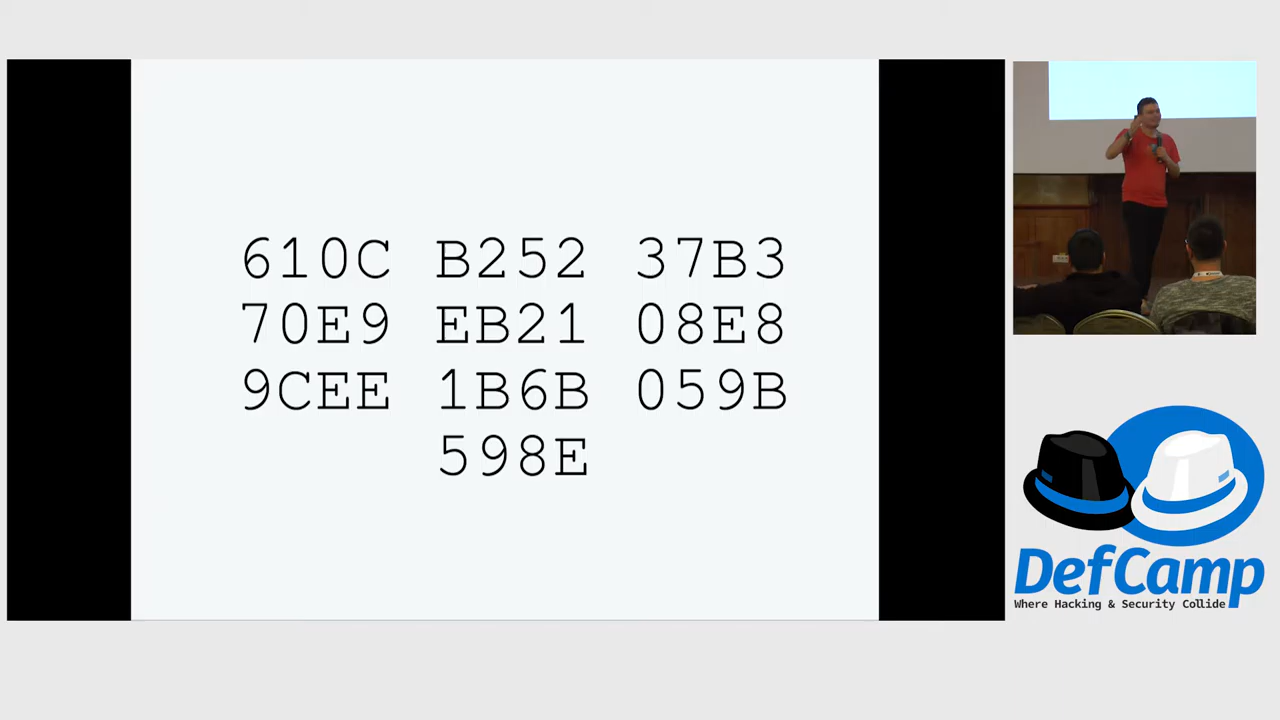 610C B252 37B3
70E9 EB21 08E8
9CEE 1B6B 059B
598E
DefCamp
Where Hacking & Security Collide